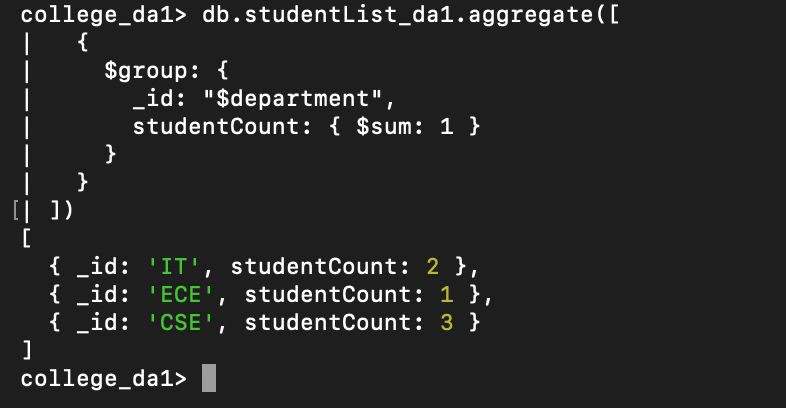 college_da1> db.studentList_da1.aggregate([
|   {
|     $group: {
|       _id: "$department",
|       studentCount: { $sum: 1 }
|     }
|   }
[| ])
[
  { _id: 'IT', studentCount: 2 },
  { _id: 'ECE', studentCount: 1 },
  { _id: 'CSE', studentCount: 3 }
]
college_da1>